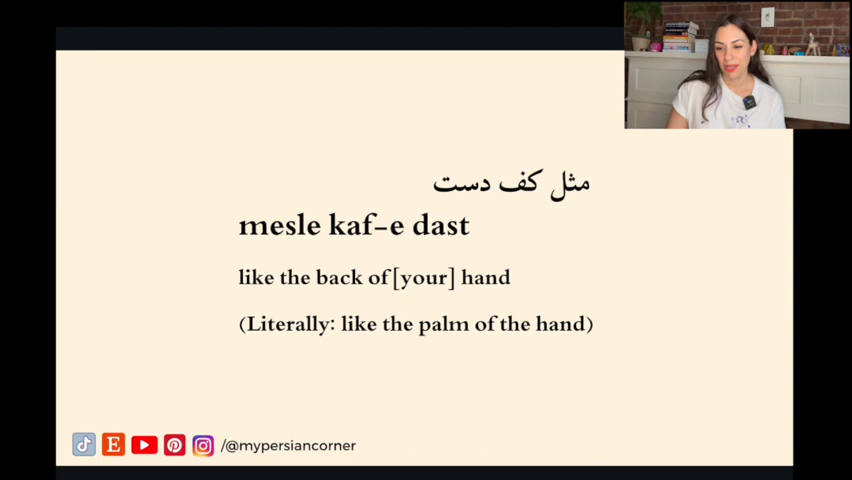 مثل کف دست
mesle kaf-e dast
like the back of [your] hand
(Literally: like the palm of the hand)
/@mypersiancorner